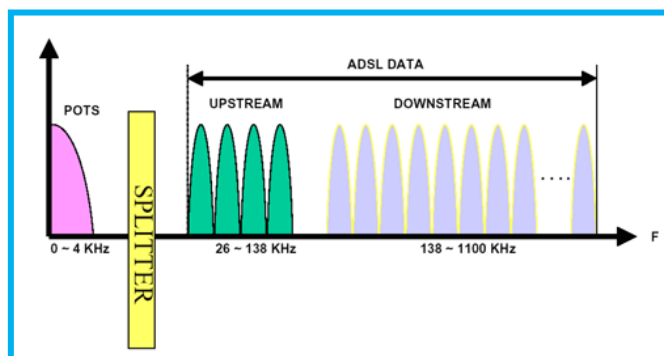 ADSL DATA
POTS
UPSTREAM
DOWNSTREAM
SPLITTER
....
F
0 ~ 4 KHz
26 ~ 138 KHz
138 ~ 1100 KHz